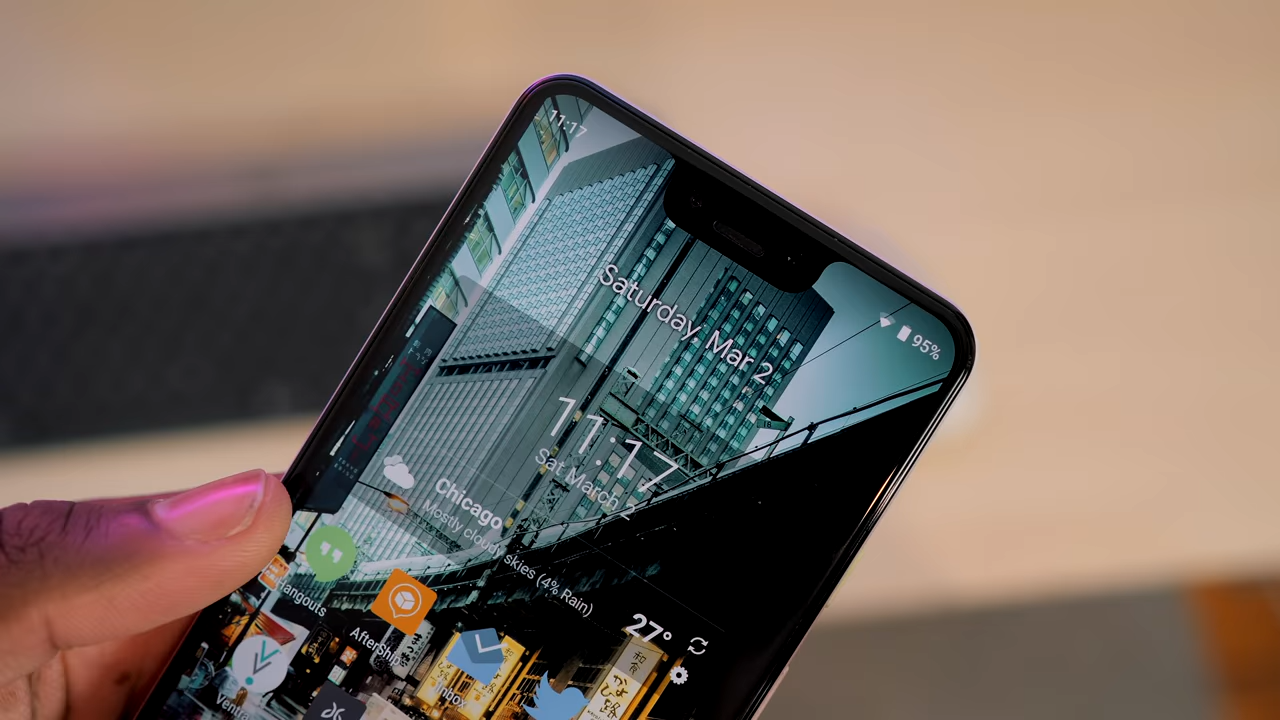 11:17
95%
Saturday, Mar 2
11:17
Sat March 2
Chicago
Mostly cloudy skies (4% Rain)
27°
Hangouts
AfterShip
Inbox